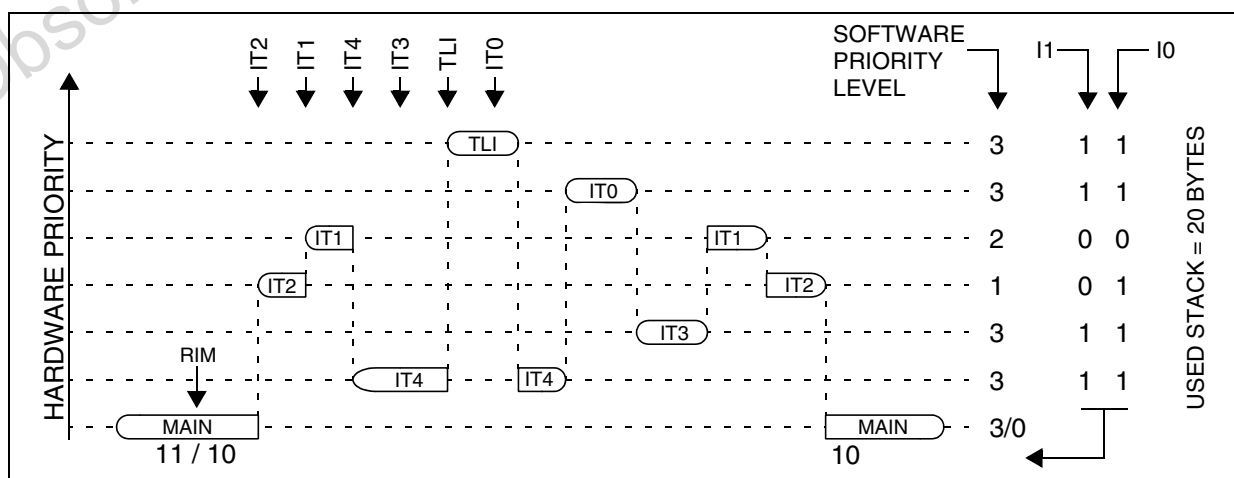 obso
IT2 IT1 IT4 IT3 TLI IT0
SOFTWARE
PRIORITY
LEVEL
I1 I0
HARDWARE PRIORITY
TLI 3 1 1
IT0 3 1 1
IT1 IT1 2 0 0
IT2 IT2 1 0 1
IT3 3 1 1
RIM
IT4 IT4 3 1 1
MAIN MAIN 3/0
11 / 10 10
USED STACK = 20 BYTES